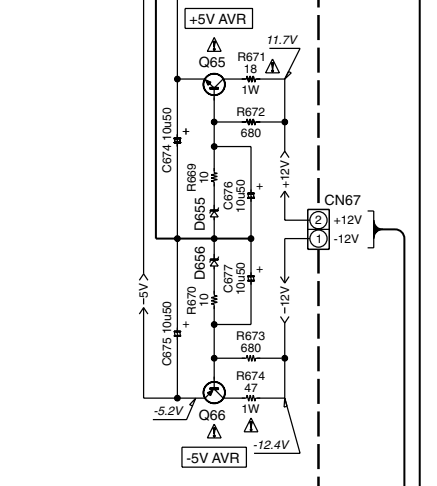 +5V AVR
11.7V
Q65
R671
18
1W
R672
680
C674 10u50
+
R669
10
D655
C676
10u50
+
+12V
CN67
2 +12V
1 -12V
D656
R670
10
C677
10u50
+
-12V
-5V
C675 10u50
+
R673
680
R674
47
1W
-5.2V
Q66
-12.4V
-5V AVR